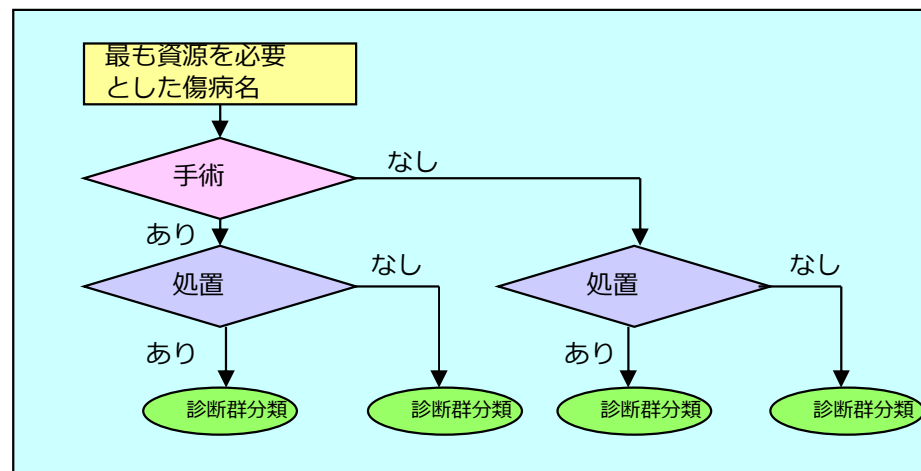 最も資源を必要
とした傷病名
手術
なし
あり
処置
なし
処置
なし
あり
あり
診断群分類
診断群分類
診断群分類
診断群分類